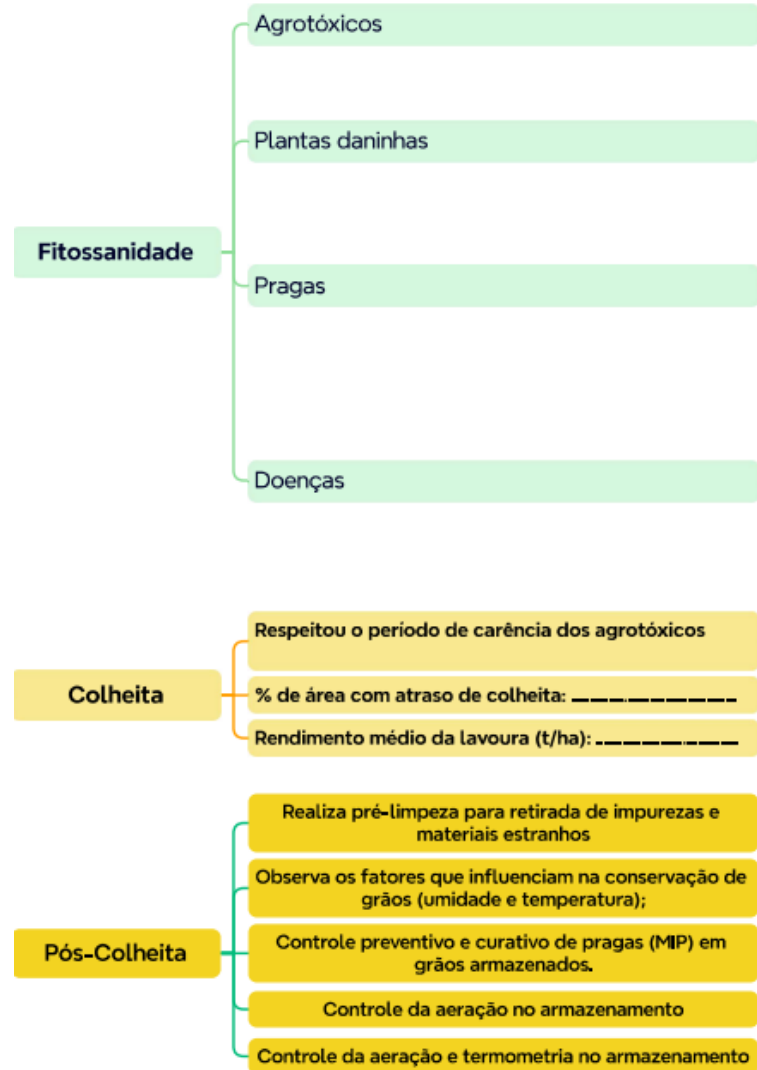 Agrotóxicos
Plantas daninhas
Fitossanidade
Pragas
Doenças
Respeitou o período de carência dos agrotóxicos
Colheita
% de área com atraso de colheita: __________
Rendimento médio da lavoura (t/ha): _________
Realiza pré-limpeza para retirada de impurezas e
materiais estranhos
Observa os fatores que influenciam na conservação de
grãos (umidade e temperatura);
Pós-Colheita
Controle preventivo e curativo de pragas (MIP) em
grãos armazenados.
Controle da aeração no armazenamento
Controle da aeração e termometria no armazenamento